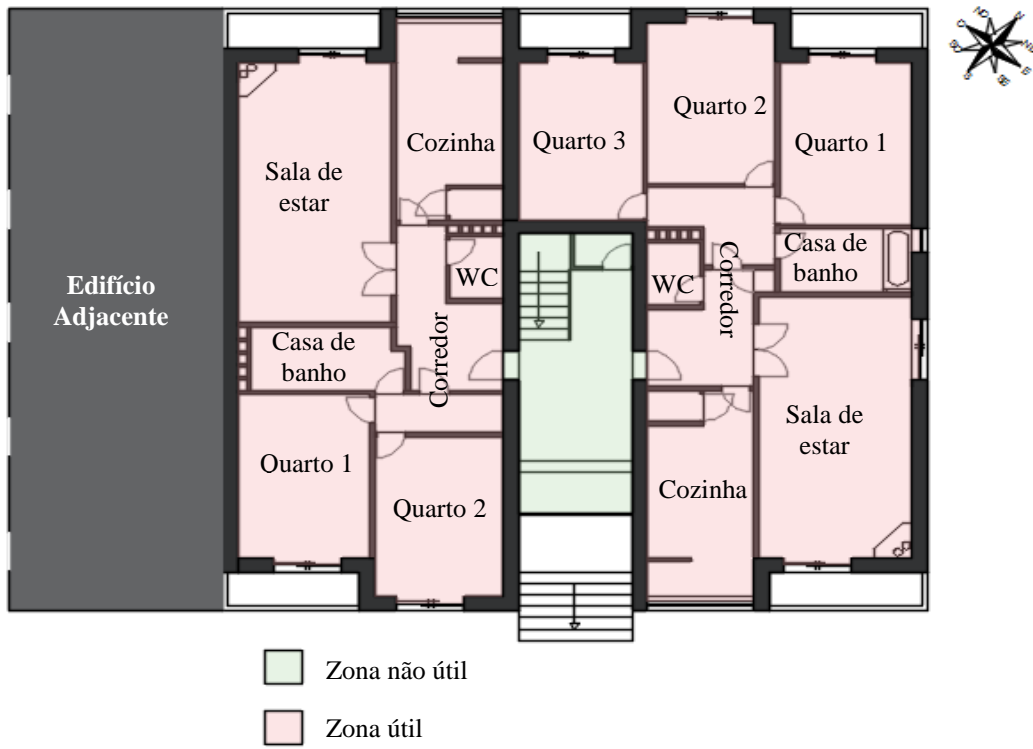 Quarto 2
Cozinha
Quarto 3
Quarto 1
Sala de
estar
Corredor
Casa de
banho
WC
WC
Edifício
Adjacente
Casa de
banho
Corredor
Sala de
estar
Ouarto 1
Quarto 2
Cozinha
Zona não útil
Zona útil